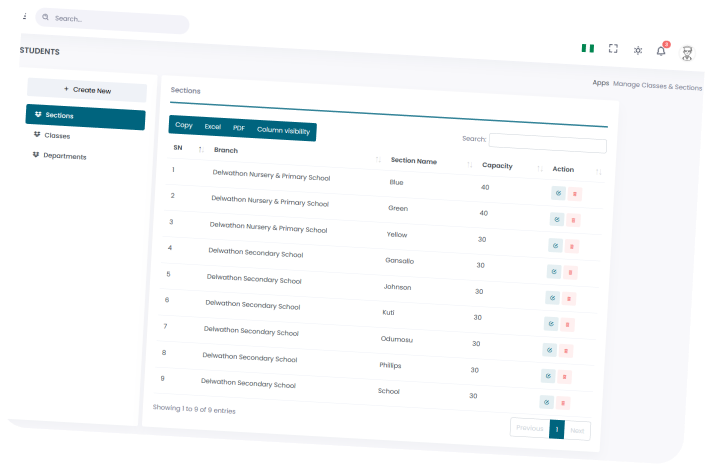 Search...
3
STUDENTS
Apps Manage Classes & Sections
+ Create New
Sections
Classes
Departments
Sections
Copy Excel PDF Column visibility
Search:
SN Branch Section Name Capacity Action
1 Delwathon Nursery & Primary School Blue 40
2 Delwathon Nursery & Primary School Green 40
3 Delwathon Nursery & Primary School Yellow 30
4 Delwathon Secondary School Gansallo 30
5 Delwathon Secondary School Johnson 30
6 Delwathon Secondary School Kuti 30
7 Delwathon Secondary School Odumosu 30
8 Delwathon Secondary School Phillips 30
9 Delwathon Secondary School School 30
Showing 1 to 9 of 9 entries
Previous 1 Next